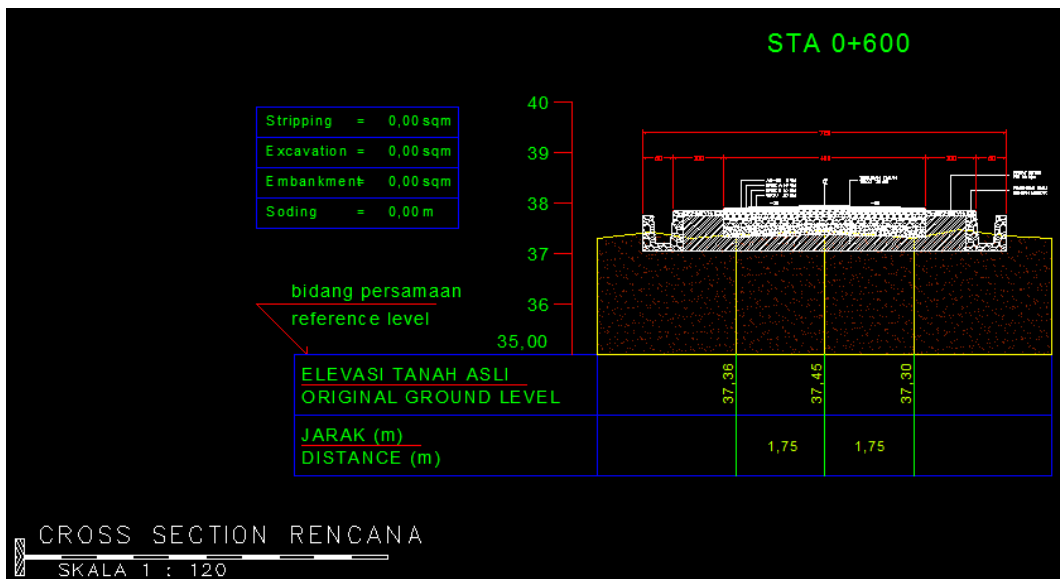 STA 0+600
Stripping = 0,00 sqm
Excavation = 0,00 sqm
Embankment= 0,00 sqm
Soding = 0,00 m
40
39
38
37
36
35,00
bidang persamaan
reference level
ELEVASI TANAH ASLI
ORIGINAL GROUND LEVEL
37,36
37,45
37,30
JARAK (m)
DISTANCE (m)
1,75
1,75
CROSS SECTION RENCANA
SKALA 1 : 120